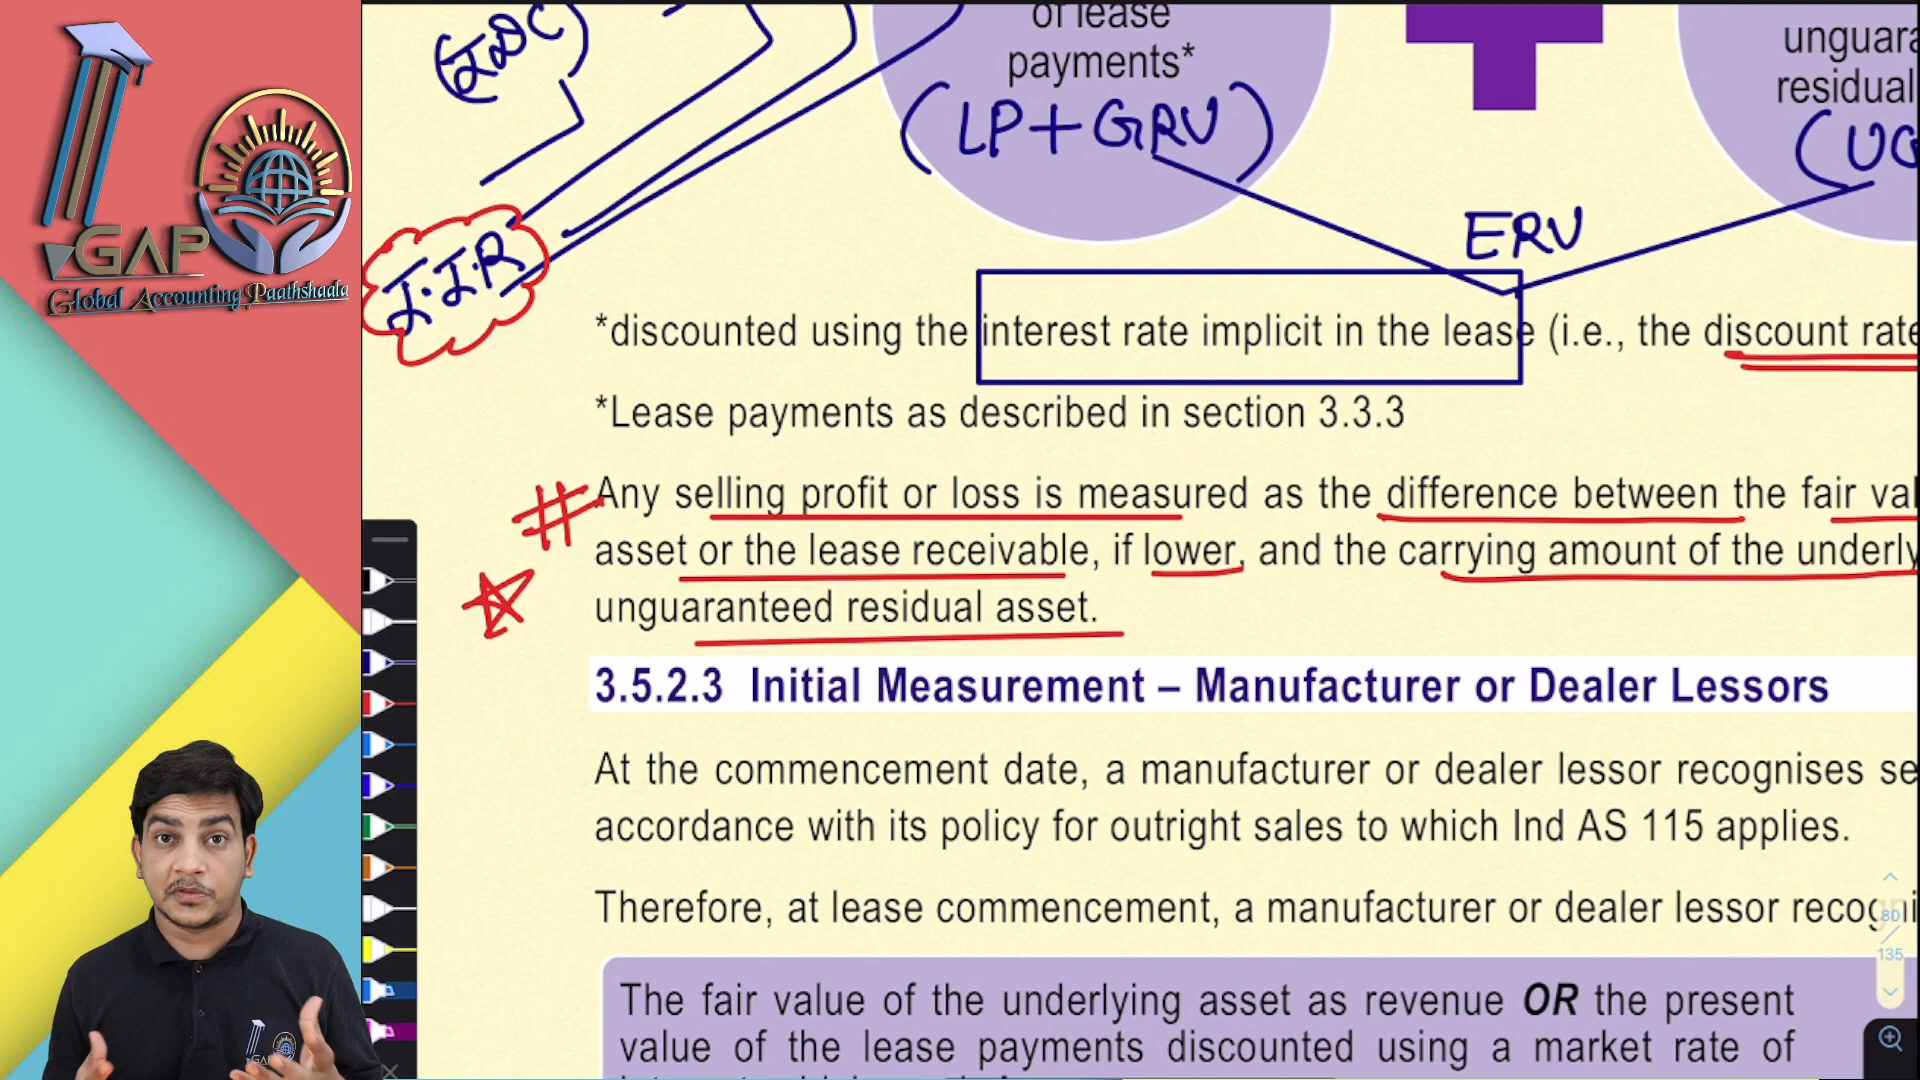 (IDC)
of lease
payments*
(LP+GRV)
residual
ERV
I.I.R
GAP
Global Accounting Paathshaala
*discounted using the interest rate implicit in the lease (i.e., the discount rate
*Lease payments as described in section 3.3.3
# Any selling profit or loss is measured as the difference between the fair val
asset or the lease receivable, if lower, and the carrying amount of the underly
unguaranteed residual asset.
3.5.2.3 Initial Measurement – Manufacturer or Dealer Lessors
At the commencement date, a manufacturer or dealer lessor recognises se
accordance with its policy for outright sales to which Ind AS 115 applies.
Therefore, at lease commencement, a manufacturer or dealer lessor recogni
80
135
The fair value of the underlying asset as revenue OR the present
value of the lease payments discounted using a market rate of